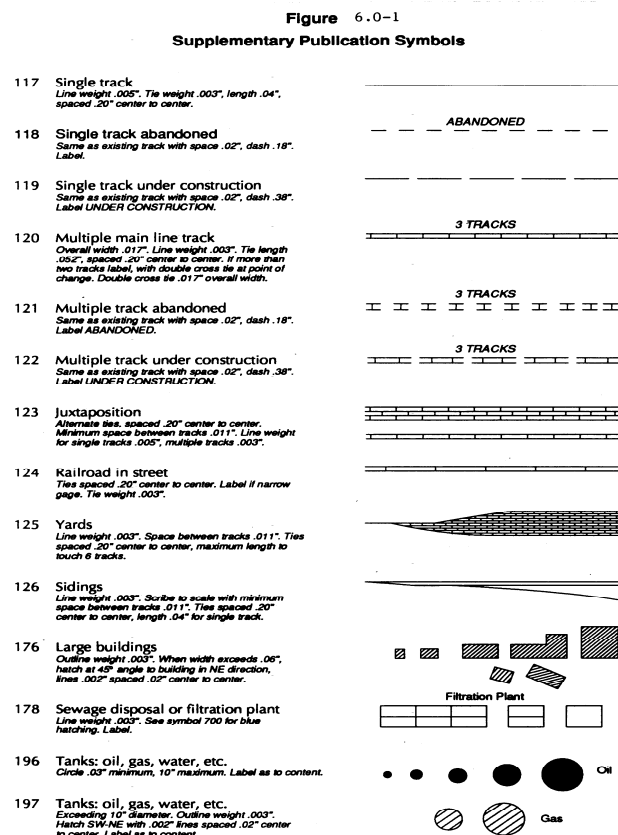 Figure 6.0-1
Supplementary Publication Symbols
117 Single track
Line weight .005". Tie weight .003", length .04",
spaced .20" center to center.
118 Single track abandoned
Same as existing track with space .02", dash .18".
Label.
ABANDONED
119 Single track under construction
Same as existing track with space .02", dash .38".
Label UNDER CONSTRUCTION.
120 Multiple main line track
Overall width .017". Line weight .003". Tie length
.052", spaced .20" center to center. If more than
two tracks label, with double cross tie at point of
change. Double cross tie .017" overall width.
3 TRACKS
121 Multiple track abandoned
Same as existing track with space .02", dash .18".
Label ABANDONED.
3 TRACKS
122 Multiple track under construction
Same as existing track with space .02", dash .38".
Label UNDER CONSTRUCTION.
3 TRACKS
123 Juxtaposition
Alternate ties, spaced .20" center to center.
Minimum space between tracks .011". Line weight
for single tracks .005", multiple tracks .003".
124 Railroad in street
Ties spaced .20" center to center. Label if narrow
gage. Tie weight .003".
125 Yards
Line weight .003". Space between tracks .011". Ties
spaced .20" center to center, maximum length to
touch 6 tracks.
126 Sidings
Line weight .003". Scribe to scale with minimum
space between tracks .011". Ties spaced .20"
center to center, length .04" for single track.
176 Large buildings
Outline weight .003". When width exceeds .06",
hatch at 45° angle to building in NE direction,
lines .002" spaced .02" center to center.
178 Sewage disposal or filtration plant
Line weight .003". See symbol 700 for blue
hatching. Label.
Filtration Plant
196 Tanks: oil, gas, water, etc.
Circle .03" minimum, 10" maximum. Label as to content.
Oil
197 Tanks: oil, gas, water, etc.
Exceeding 10" diameter. Outline weight .003".
Hatch SW-NE with .002" lines spaced .02" center
to center. Label as to content.
Gas